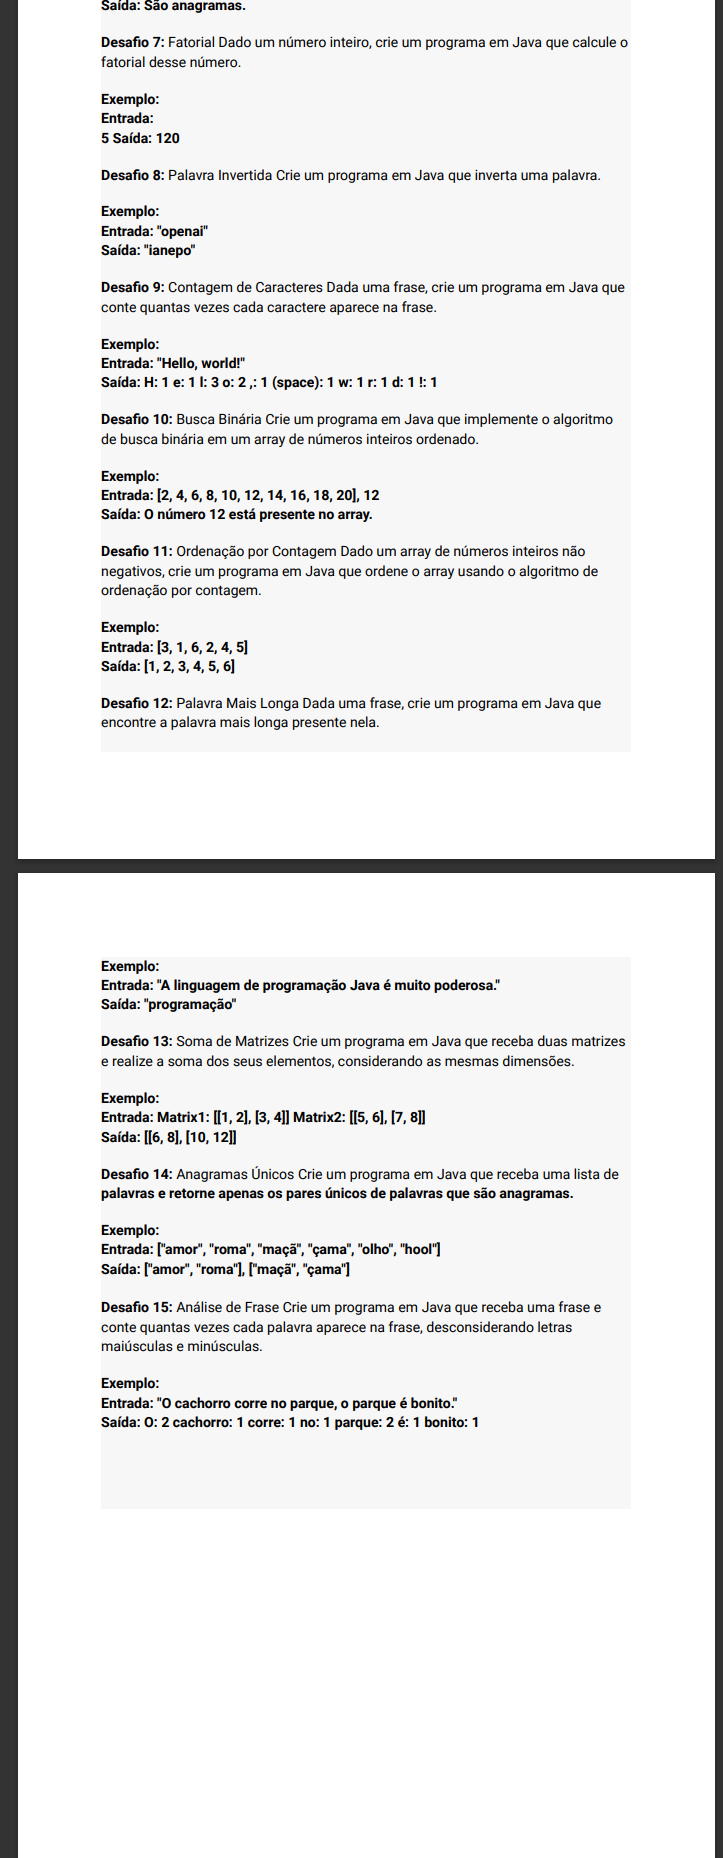 Saída: São anagramas.
Desafio 7: Fatorial Dado um número inteiro, crie um programa em Java que calcule o
fatorial desse número.
Exemplo:
Entrada:
5 Saída: 120
Desafio 8: Palavra Invertida Crie um programa em Java que inverta uma palavra.
Exemplo:
Entrada: "openai"
Saída: "ianepo"
Desafio 9: Contagem de Caracteres Dada uma frase, crie um programa em Java que
conte quantas vezes cada caractere aparece na frase.
Exemplo:
Entrada: "Hello, world!"
Saída: H: 1 e: 1 l: 3 o: 2 ,: 1 (space): 1 w: 1 r: 1 d: 1 !: 1
Desafio 10: Busca Binária Crie um programa em Java que implemente o algoritmo
de busca binária em um array de números inteiros ordenado.
Exemplo:
Entrada: [2, 4, 6, 8, 10, 12, 14, 16, 18, 20], 12
Saída: O número 12 está presente no array.
Desafio 11: Ordenação por Contagem Dado um array de números inteiros não
negativos, crie um programa em Java que ordene o array usando o algoritmo de
ordenação por contagem.
Exemplo:
Entrada: [3, 1, 6, 2, 4, 5]
Saída: [1, 2, 3, 4, 5, 6]
Desafio 12: Palavra Mais Longa Dada uma frase, crie um programa em Java que
encontre a palavra mais longa presente nela.
Exemplo:
Entrada: "A linguagem de programação Java é muito poderosa."
Saída: "programação"
Desafio 13: Soma de Matrizes Crie um programa em Java que receba duas matrizes
e realize a soma dos seus elementos, considerando as mesmas dimensões.
Exemplo:
Entrada: Matrix1: [[1, 2], [3, 4]] Matrix2: [[5, 6], [7, 8]]
Saída: [[6, 8], [10, 12]]
Desafio 14: Anagramas Únicos Crie um programa em Java que receba uma lista de
palavras e retorne apenas os pares únicos de palavras que são anagramas.
Exemplo:
Entrada: ["amor", "roma", "maçã", "çama", "olho", "hool"]
Saída: ["amor", "roma"], ["maçã", "çama"]
Desafio 15: Análise de Frase Crie um programa em Java que receba uma frase e
conte quantas vezes cada palavra aparece na frase, desconsiderando letras
maiúsculas e minúsculas.
Exemplo:
Entrada: "O cachorro corre no parque, o parque é bonito."
Saída: O: 2 cachorro: 1 corre: 1 no: 1 parque: 2 é: 1 bonito: 1